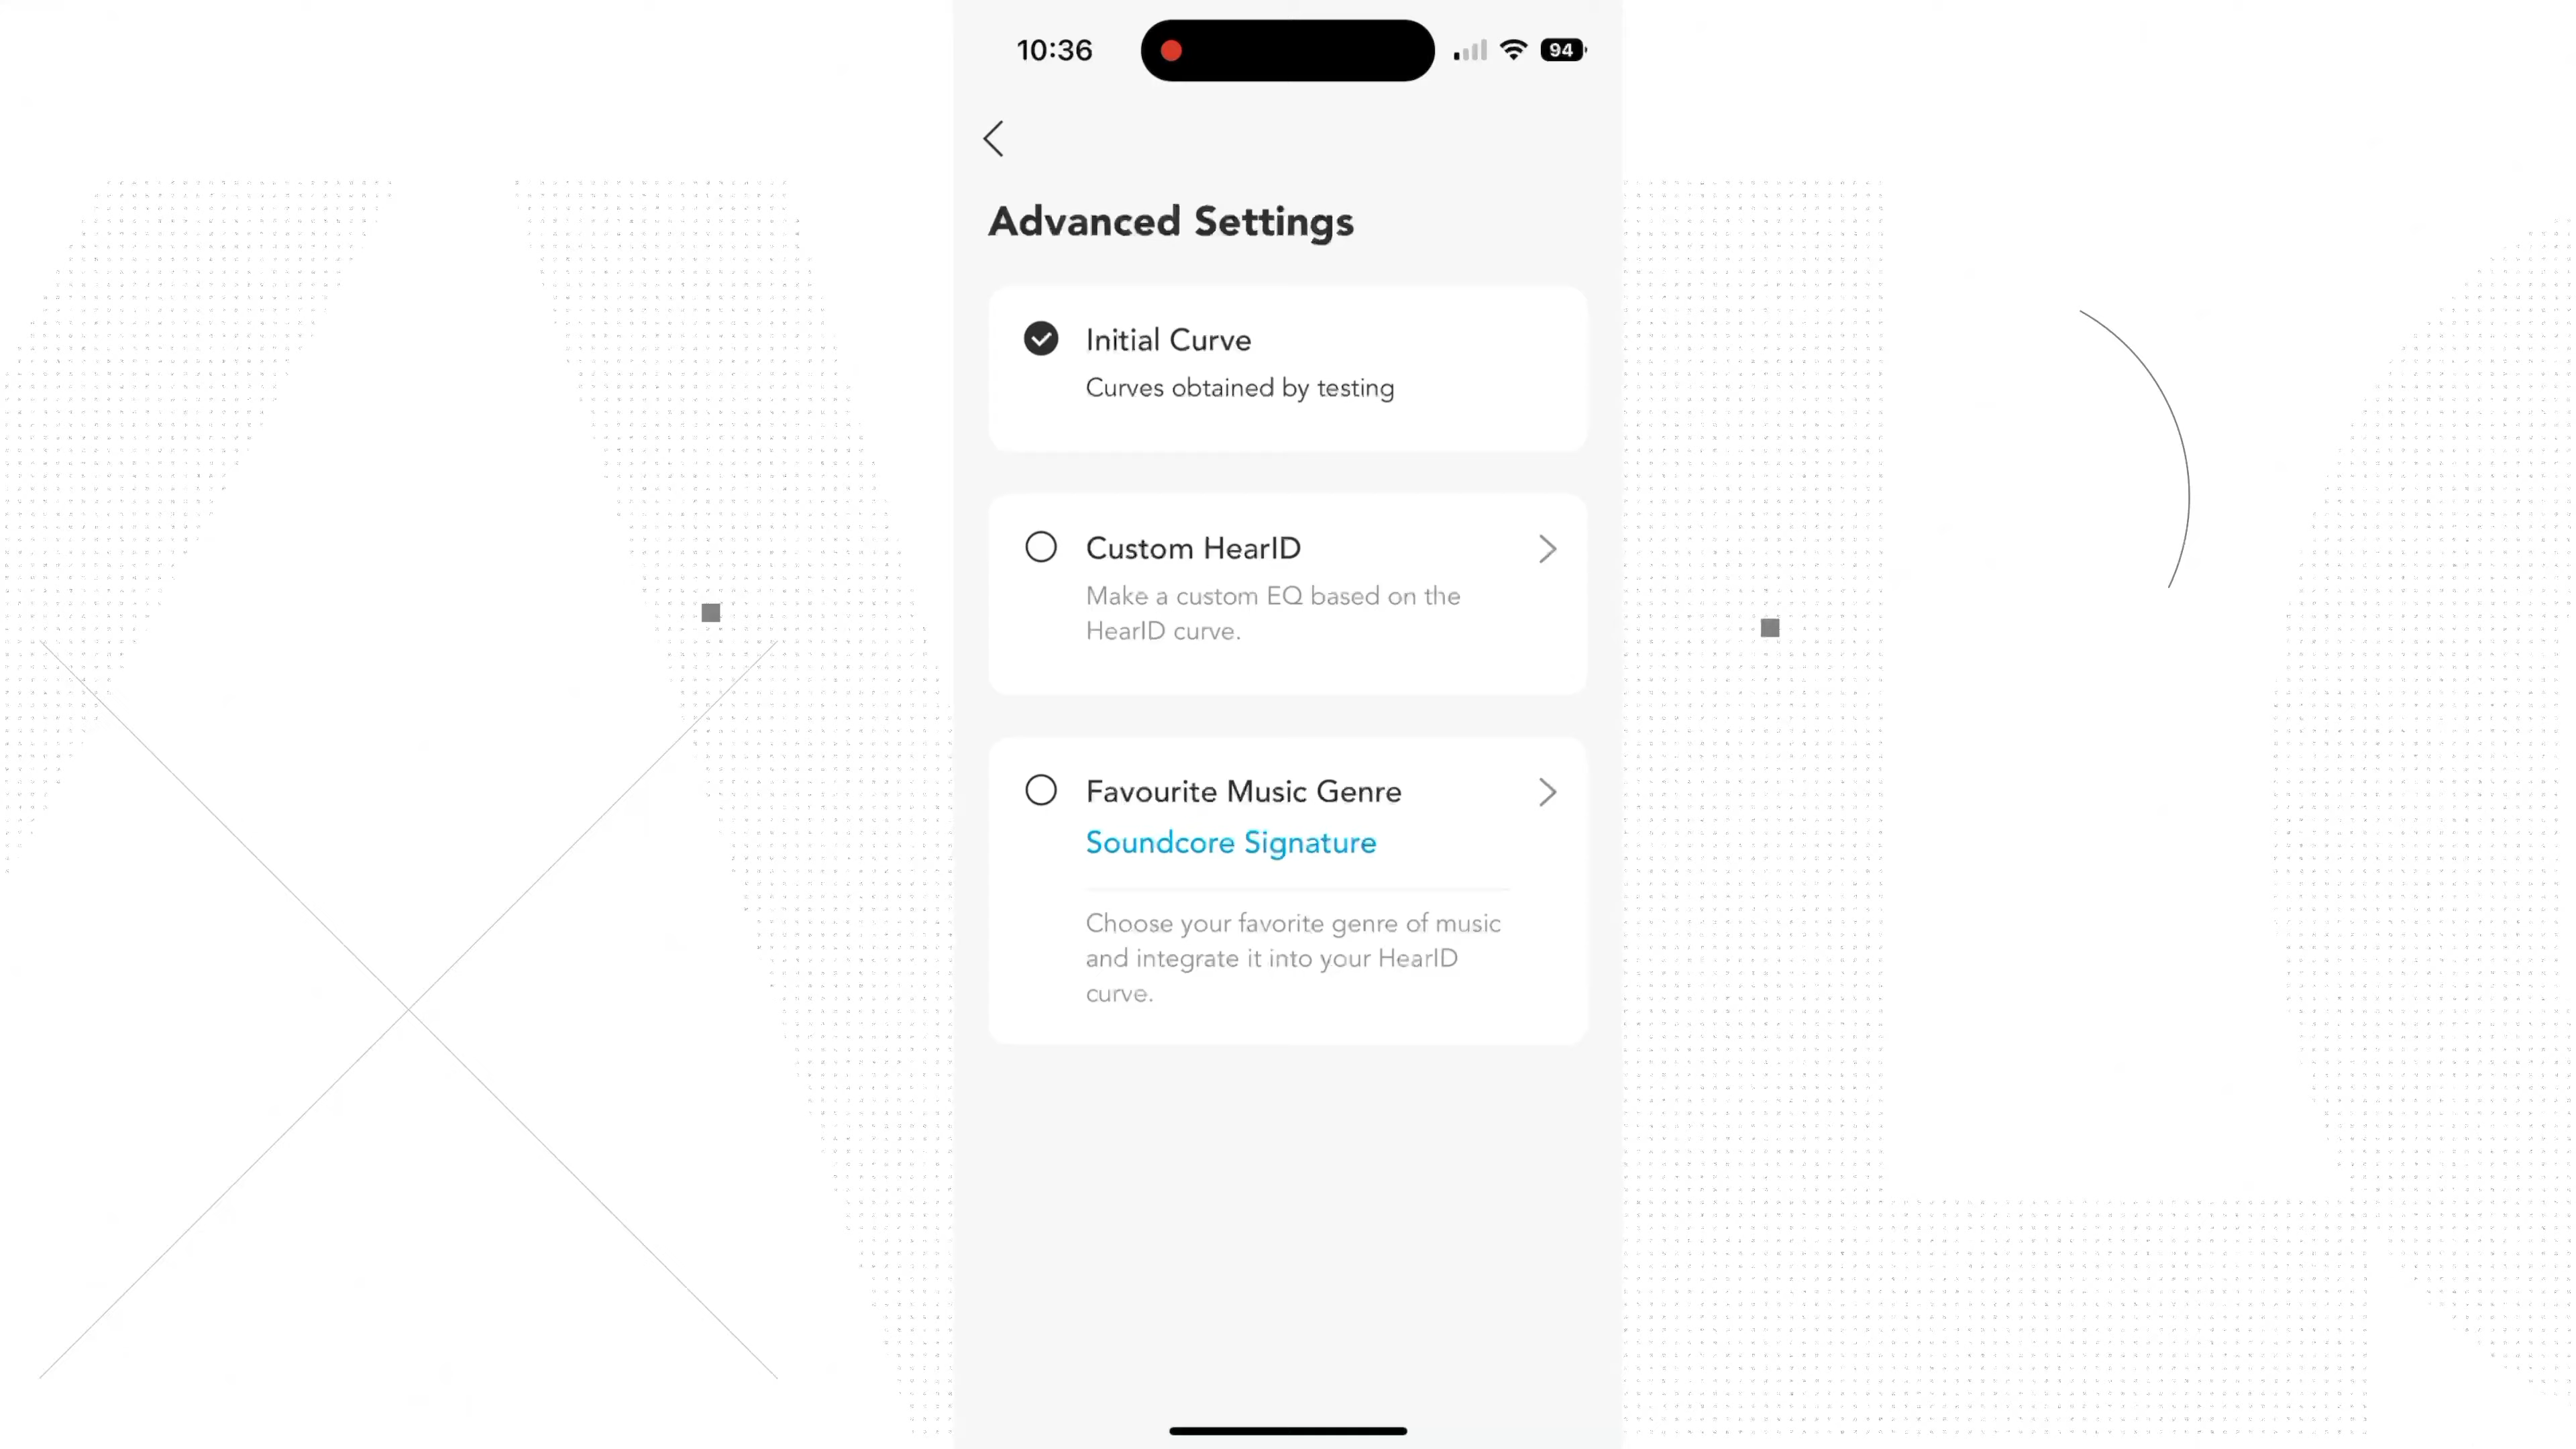 10:36
94
Advanced Settings
Initial Curve
Curves obtained by testing
Custom HearID
Make a custom EQ based on the
HearID curve.
Favourite Music Genre
Soundcore Signature
Choose your favorite genre of music
and integrate it into your HearID
curve.